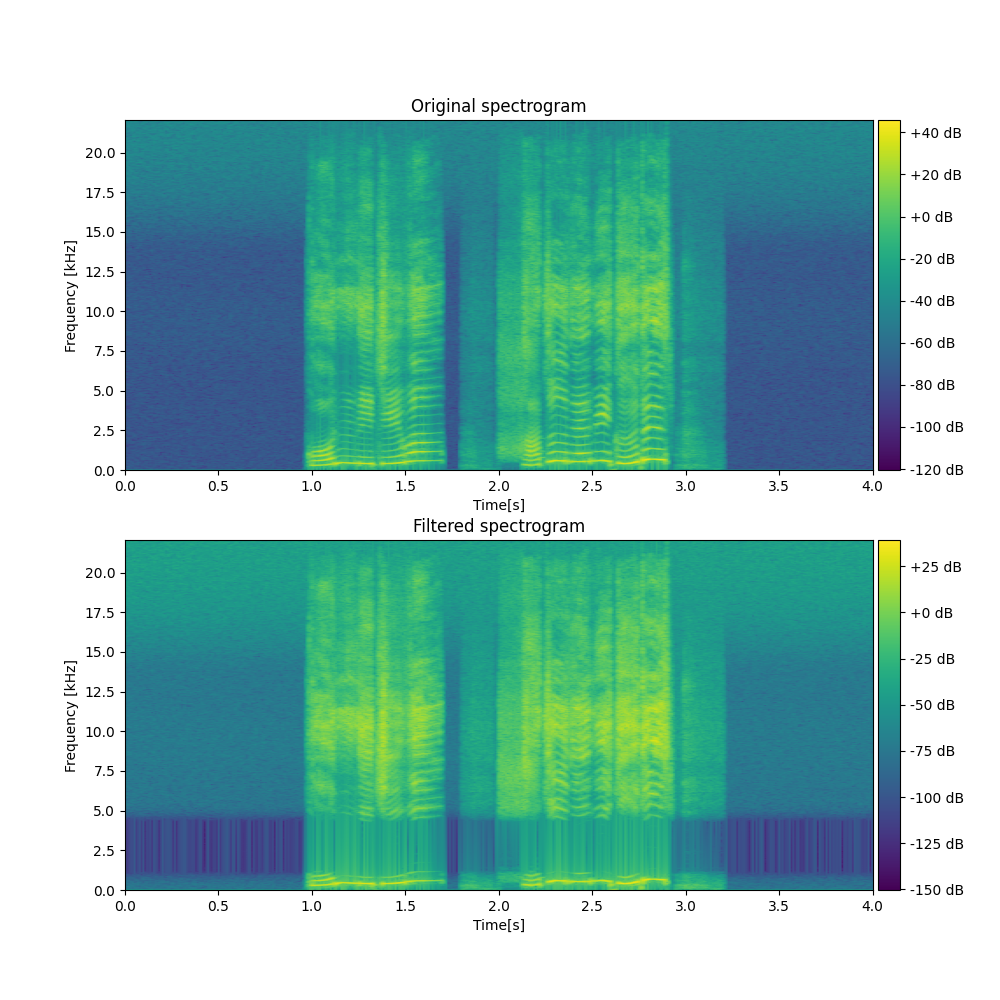 Original spectrogram
Frequency [kHz]
20.0
17.5
15.0
12.5
10.0
7.5
5.0
2.5
0.0
0.0 0.5 1.0 1.5 2.0 2.5 3.0 3.5 4.0
Time[s]
+40 dB
+20 dB
+0 dB
-20 dB
-40 dB
-60 dB
-80 dB
-100 dB
-120 dB
Filtered spectrogram
Frequency [kHz]
20.0
17.5
15.0
12.5
10.0
7.5
5.0
2.5
0.0
0.0 0.5 1.0 1.5 2.0 2.5 3.0 3.5 4.0
Time[s]
+25 dB
+0 dB
-25 dB
-50 dB
-75 dB
-100 dB
-125 dB
-150 dB